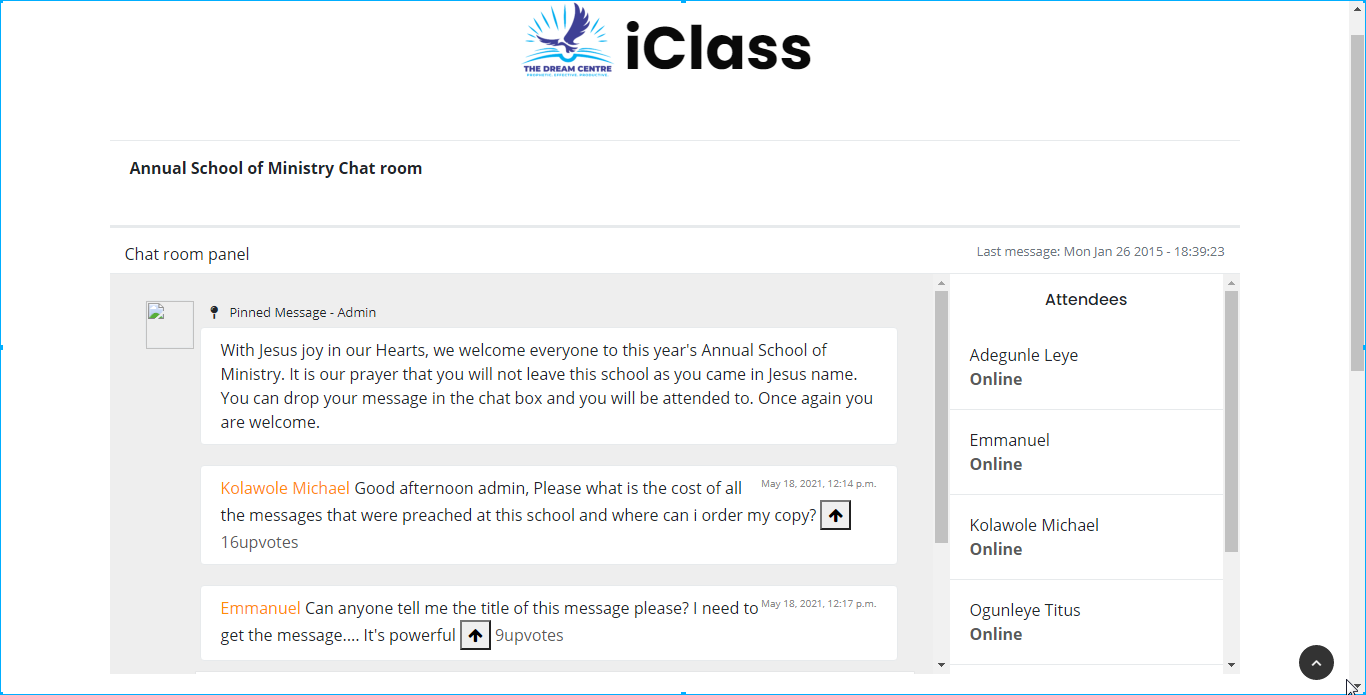 THE DREAM CENTRE
PROPHETIC, EFFECTIVE, PRODUCTIVE
iClass
Annual School of Ministry Chat room
Chat room panel
Last message: Mon Jan 26 2015 - 18:39:23
Pinned Message - Admin
With Jesus joy in our Hearts, we welcome everyone to this year's Annual School of
Ministry. It is our prayer that you will not leave this school as you came in Jesus name.
You can drop your message in the chat box and you will be attended to. Once again you
are welcome.
Kolawole Michael Good afternoon admin, Please what is the cost of all
May 18, 2021, 12:14 p.m.
the messages that were preached at this school and where can i order my copy?
16upvotes
Emmanuel Can anyone tell me the title of this message please? I need to
May 18, 2021, 12:17 p.m.
get the message.... It's powerful 9upvotes
Attendees
Adegunle Leye
Online
Emmanuel
Online
Kolawole Michael
Online
Ogunleye Titus
Online